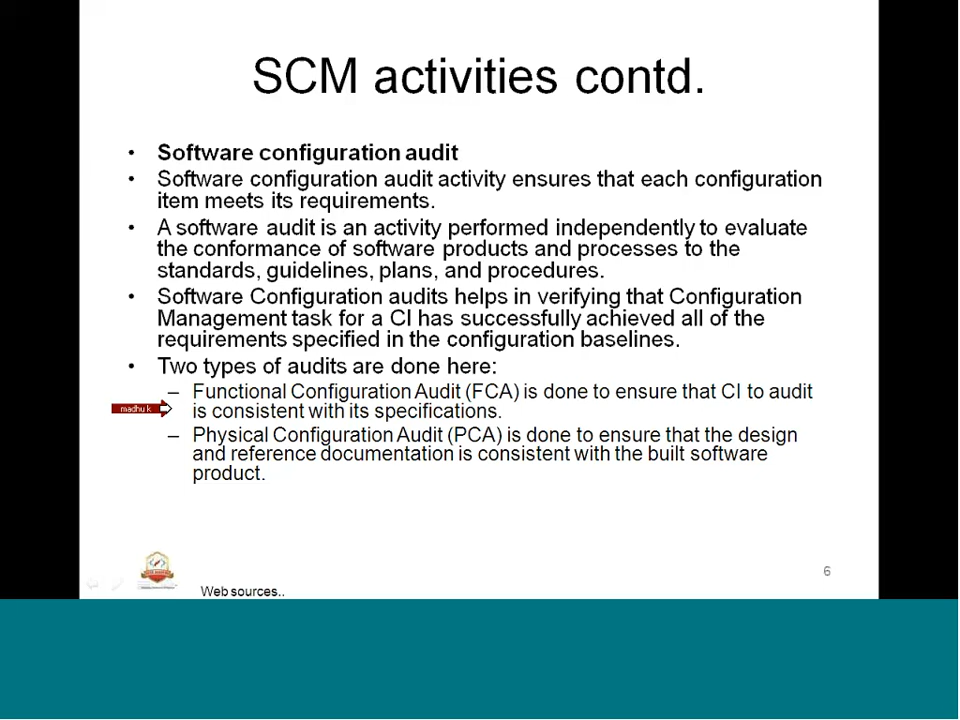 SCM activities contd.
• Software configuration audit
• Software configuration audit activity ensures that each configuration
item meets its requirements.
• A software audit is an activity performed independently to evaluate
the conformance of software products and processes to the
standards, guidelines, plans, and procedures.
• Software Configuration audits helps in verifying that Configuration
Management task for a CI has successfully achieved all of the
requirements specified in the configuration baselines.
• Two types of audits are done here:
– Functional Configuration Audit (FCA) is done to ensure that CI to audit
is consistent with its specifications.
madhu k
– Physical Configuration Audit (PCA) is done to ensure that the design
and reference documentation is consistent with the built software
product.
6
Web sources..